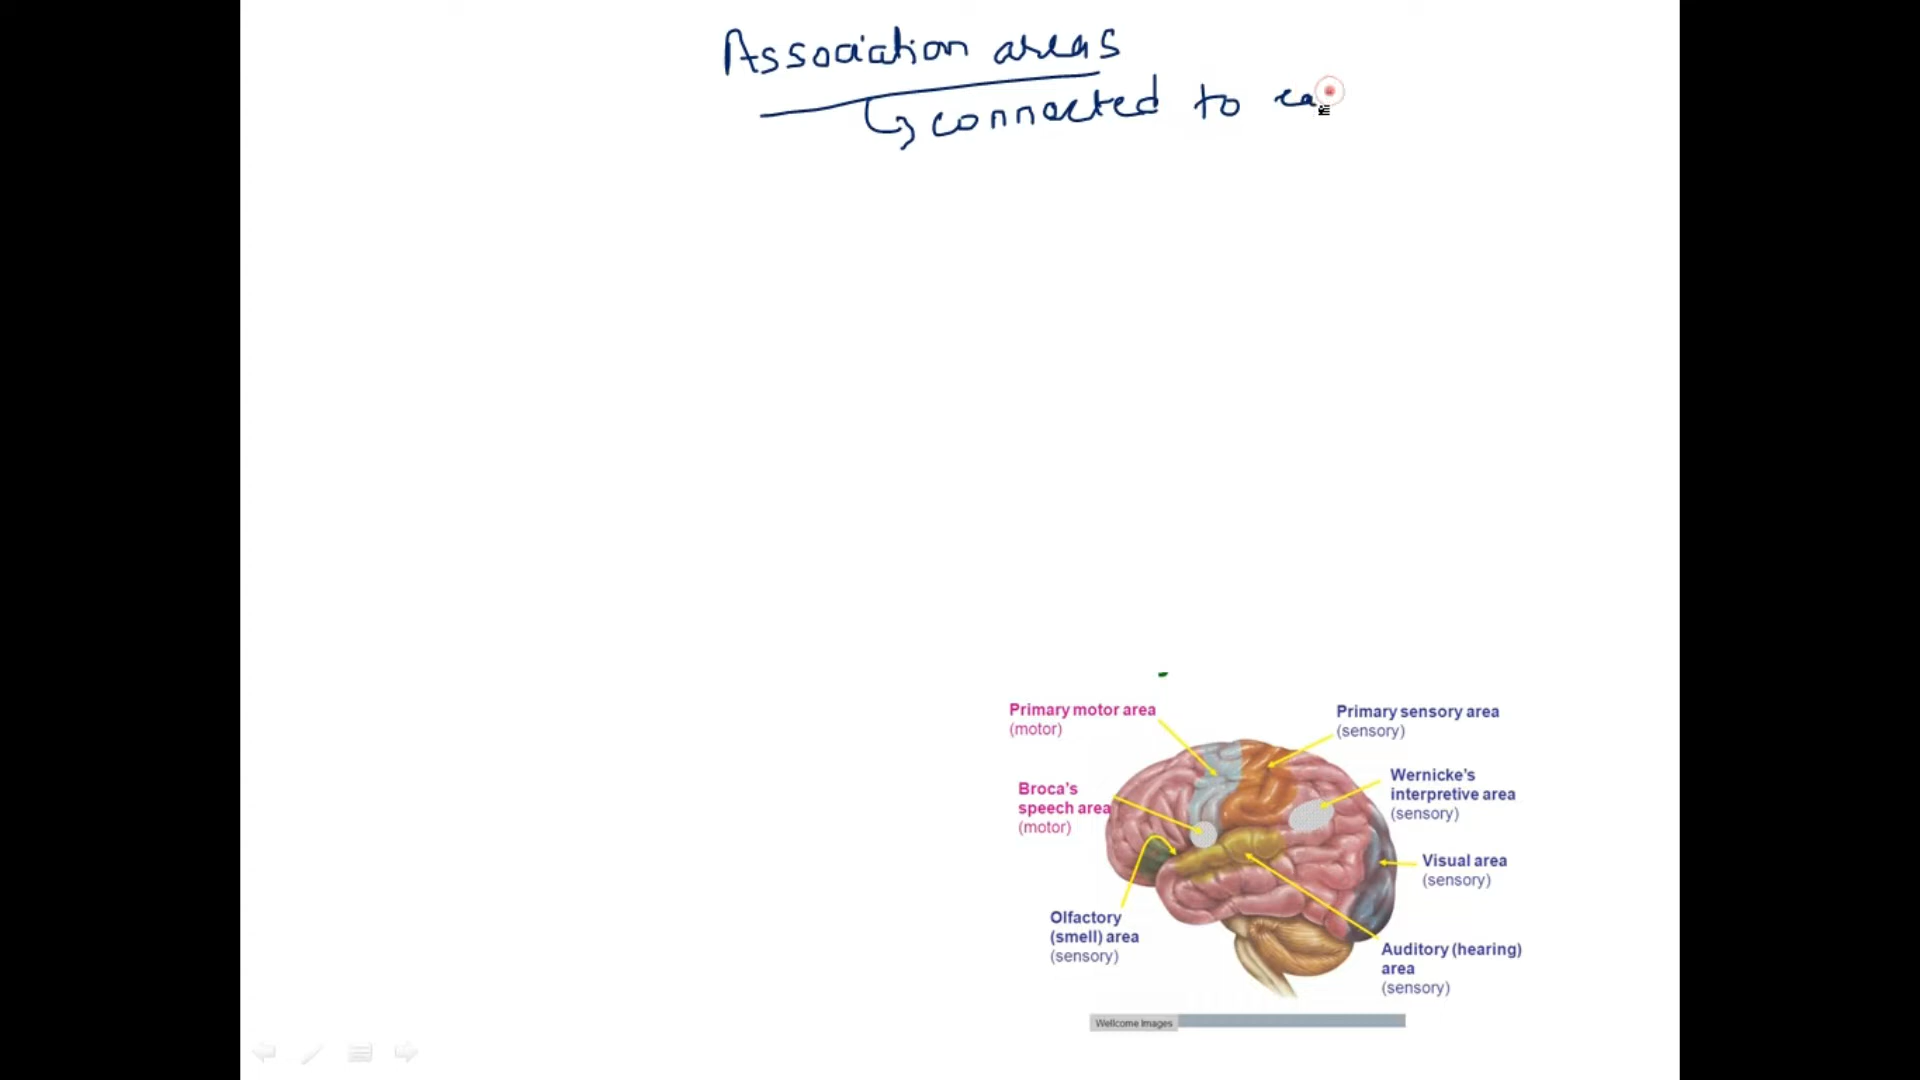 Association areas
connected to ea
Primary motor area
(motor)
Primary sensory area
(sensory)
Broca's
speech area
(motor)
Wernicke's
interpretive area
(sensory)
Visual area
(sensory)
Olfactory
(smell) area
(sensory)
Auditory (hearing)
area
(sensory)
Wellcome Images